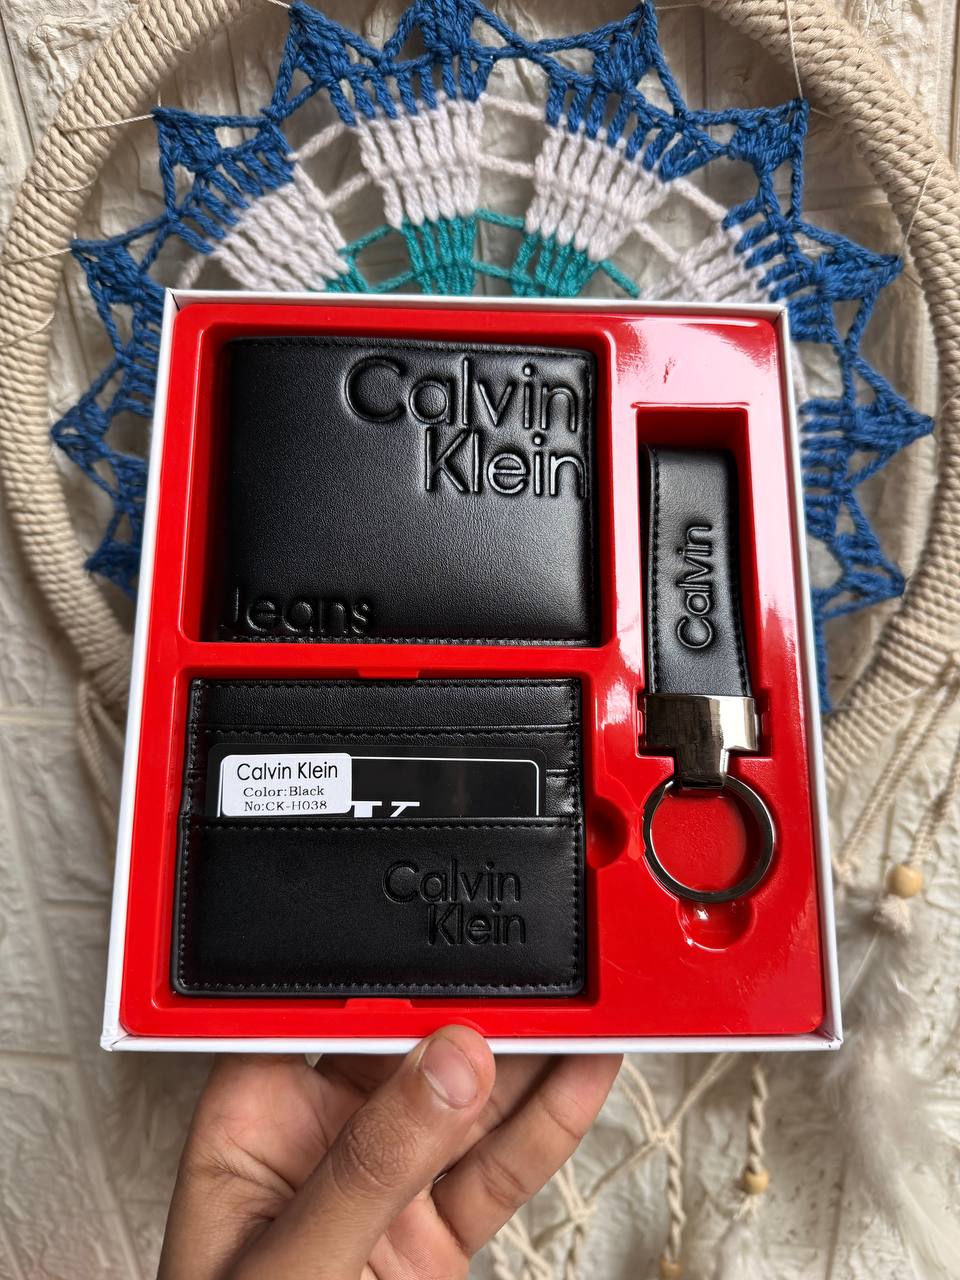 Calvin
Klein
Jeans
Calvin
Calvin Klein
Color:Black
No:CK-H038
Calvin
Klein